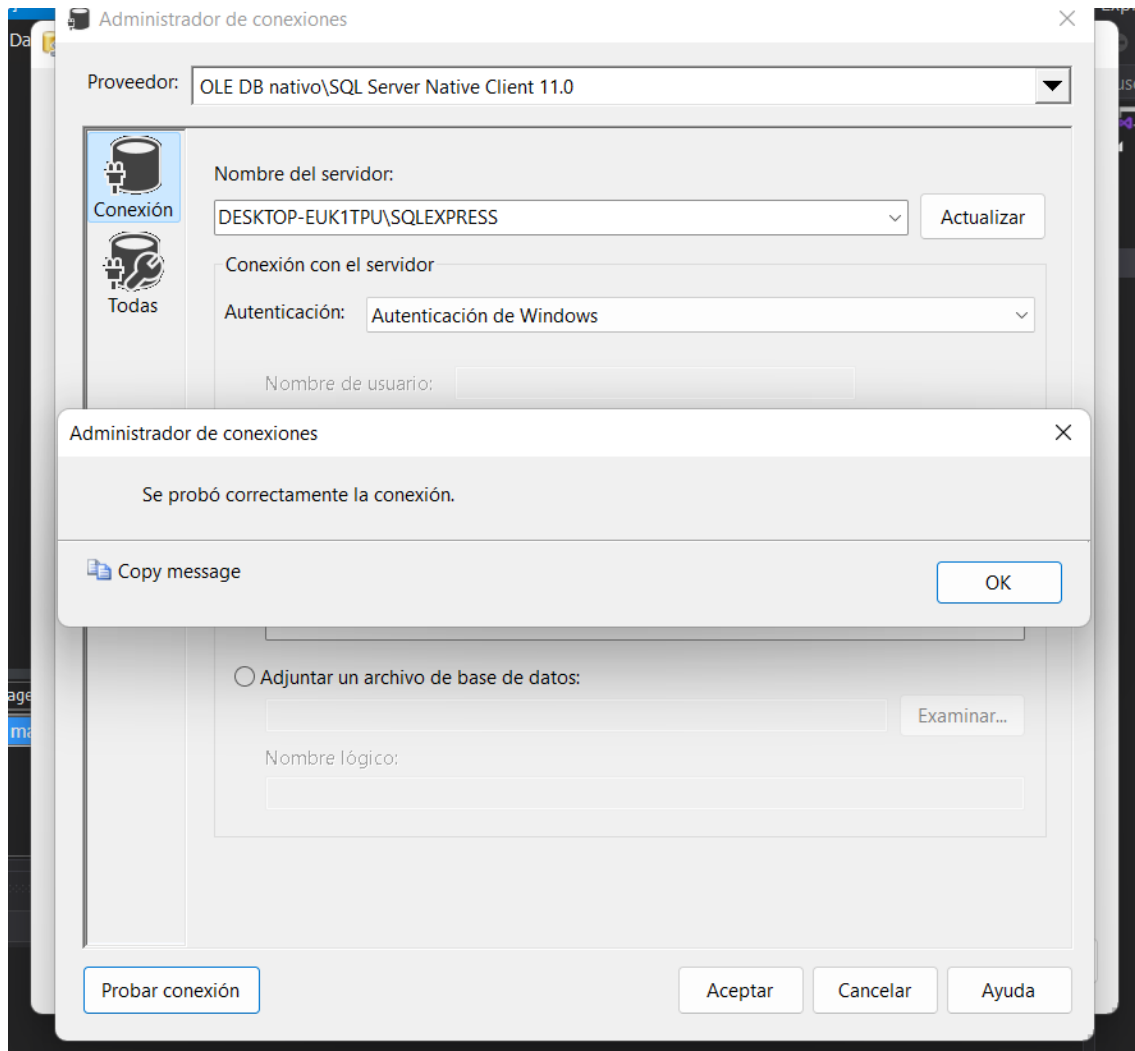 Administrador de conexiones
Da
Proveedor:
OLE DB nativo\SQL Server Native Client 11.0
Conexión
Todas
Nombre del servidor:
DESKTOP-EUK1TPU\SQLEXPRESS
Actualizar
Conexión con el servidor
Autenticación:
Autenticación de Windows
Nombre de usuario:
Administrador de conexiones
Se probó correctamente la conexión.
Copy message
OK
Adjuntar un archivo de base de datos:
Examinar...
Nombre lógico:
Probar conexión
Aceptar
Cancelar
Ayuda